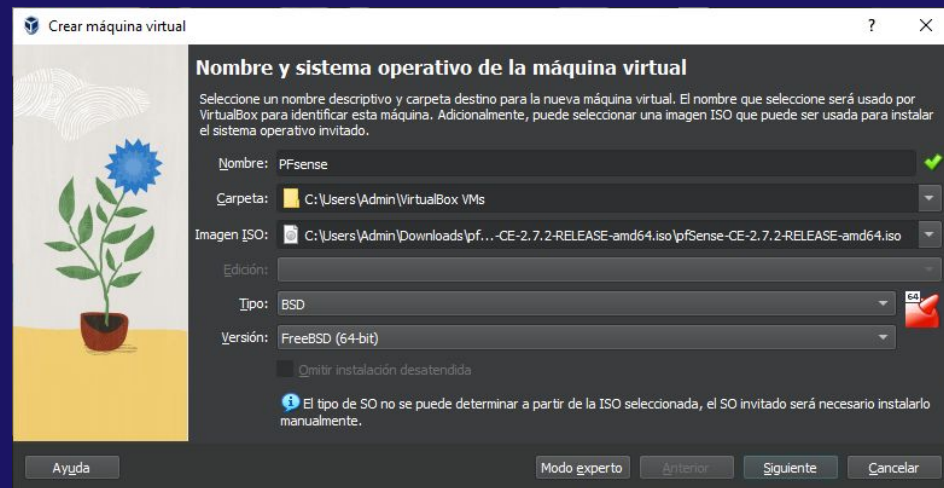 Crear máquina virtual
?
Nombre y sistema operativo de la máquina virtual
Seleccione un nombre descriptivo y carpeta destino para la nueva máquina virtual. El nombre que seleccione será usado por
VirtualBox para identificar esta máquina. Adicionalmente, puede seleccionar una imagen ISO que puede ser usada para instalar
el sistema operativo invitado.
Nombre: PFsense
Carpeta: C:\Users\Admin\VirtualBox VMs
Imagen ISO: C:\Users\Admin\Downloads\pf...-CE-2.7.2-RELEASE-amd64.iso\pfSense-CE-2.7.2-RELEASE-amd64.iso
Edición:
Tipo: BSD
64
Versión: FreeBSD (64-bit)
Omitir instalación desatendida
El tipo de SO no se puede determinar a partir de la ISO seleccionada, el SO invitado será necesario instalarlo
manualmente.
Ayuda Modo experto Anterior Siguiente Cancelar